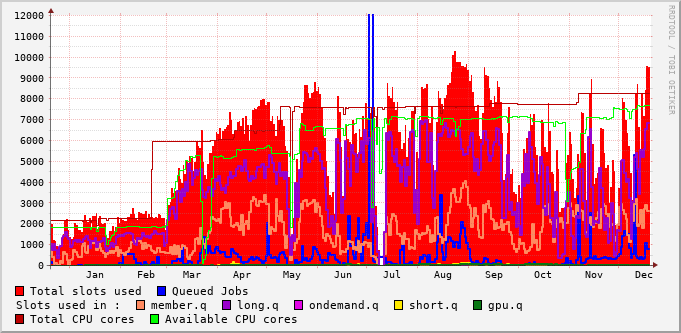 12000
11000
10000
9000
8000
7000
6000
5000
4000
3000
2000
1000
0
Jan Feb Mar Apr May Jun Jul Aug Sep Oct Nov Dec
RRDTOOL / TOBI OETIKER
Total slots used Queued Jobs
Slots used in : member.q long.q ondemand.q short.q gpu.q
Total CPU cores Available CPU cores